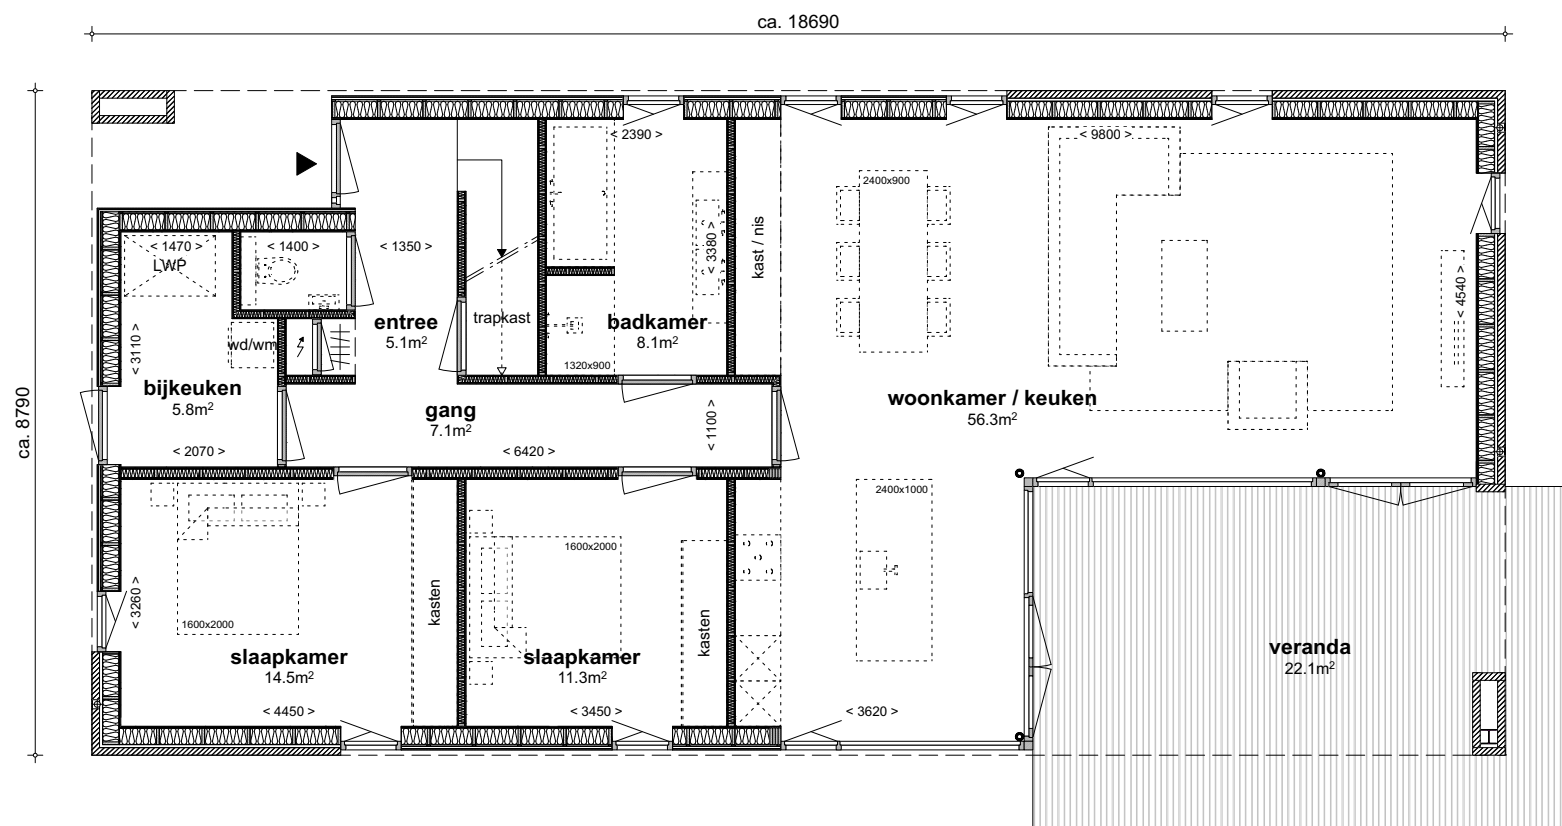 ca. 18690
ca. 8790
< 2390 >
< 9800 >
2400x900
< 1470 >
LWP
< 1400 >
< 1350 >
< 3380 >
kast / nis
< 4540 >
entree
5.1m²
trapkast
badkamer
8.1m²
wd/wm
< 3110 >
1320x900
bijkeuken
5.8m²
gang
7.1m²
< 1100 >
woonkamer / keuken
56.3m²
< 2070 >
< 6420 >
2400x1000
1600x2000
< 3260 >
kasten
1600x2000
kasten
slaapkamer
14.5m²
slaapkamer
11.3m²
veranda
22.1m²
< 4450 >
< 3450 >
< 3620 >